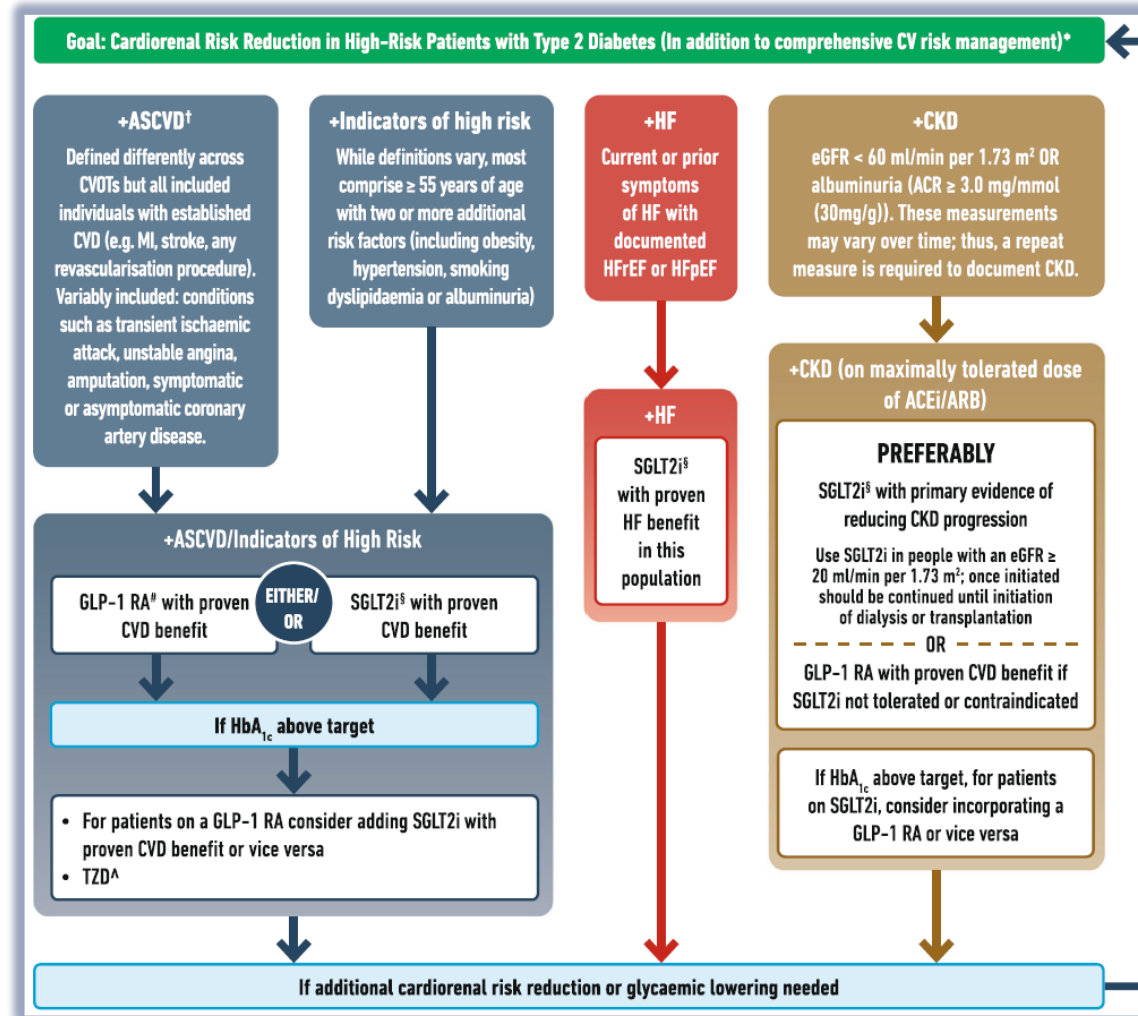 Goal: Cardiorenal Risk Reduction in High-Risk Patients with Type 2 Diabetes (In addition to comprehensive CV risk management)*
+ASCVD†
Defined differently across
CVOTs but all included
individuals with established
CVD (e.g. MI, stroke, any
revascularisation procedure).
Variably included: conditions
such as transient ischaemic
attack, unstable angina,
amputation, symptomatic
or asymptomatic coronary
artery disease.
+Indicators of high risk
While definitions vary, most
comprise ≥ 55 years of age
with two or more additional
risk factors (including obesity,
hypertension, smoking
dyslipidaemia or albuminuria)
+ASCVD/Indicators of High Risk
GLP-1 RA# with proven
CVD benefit
EITHER/
OR
SGLT2i§ with proven
CVD benefit
If HbA1c above target
• For patients on a GLP-1 RA consider adding SGLT2i with
proven CVD benefit or vice versa
• TZD^
+HF
Current or prior
symptoms
of HF with
documented
HFrEF or HFpEF
+HF
SGLT2i§
with proven
HF benefit
in this
population
+CKD
eGFR < 60 ml/min per 1.73 m² OR
albuminuria (ACR ≥ 3.0 mg/mmol
(30mg/g)). These measurements
may vary over time; thus, a repeat
measure is required to document CKD.
+CKD (on maximally tolerated dose
of ACEi/ARB)
PREFERABLY
SGLT2i§ with primary evidence of
reducing CKD progression
Use SGLT2i in people with an eGFR ≥
20 ml/min per 1.73 m²; once initiated
should be continued until initiation
of dialysis or transplantation
OR
GLP-1 RA with proven CVD benefit if
SGLT2i not tolerated or contraindicated
If HbA1c above target, for patients
on SGLT2i, consider incorporating a
GLP-1 RA or vice versa
If additional cardiorenal risk reduction or glycaemic lowering needed